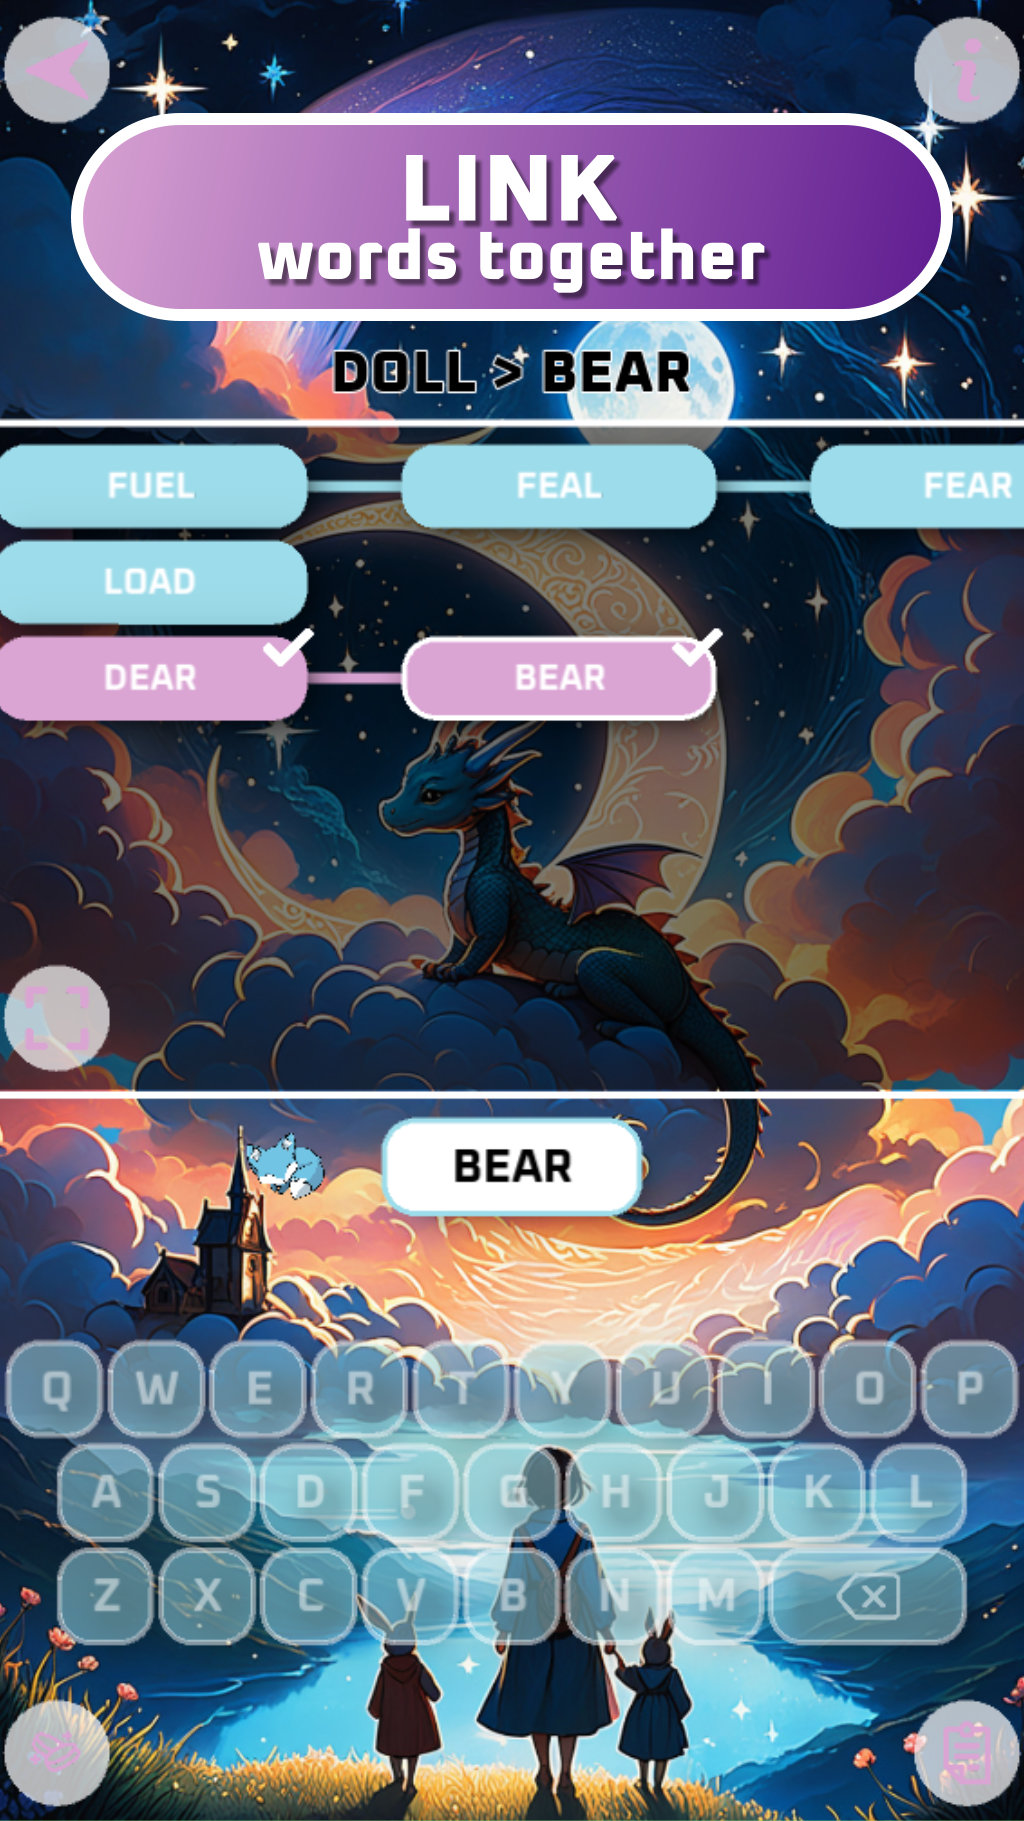 i
LINK
words together
DOLL > BEAR
FUEL FEAL FEAR
LOAD
DEAR BEAR
BEAR
Q W E R T Y U I O P
A S D F G H J K L
Z X C V B N M